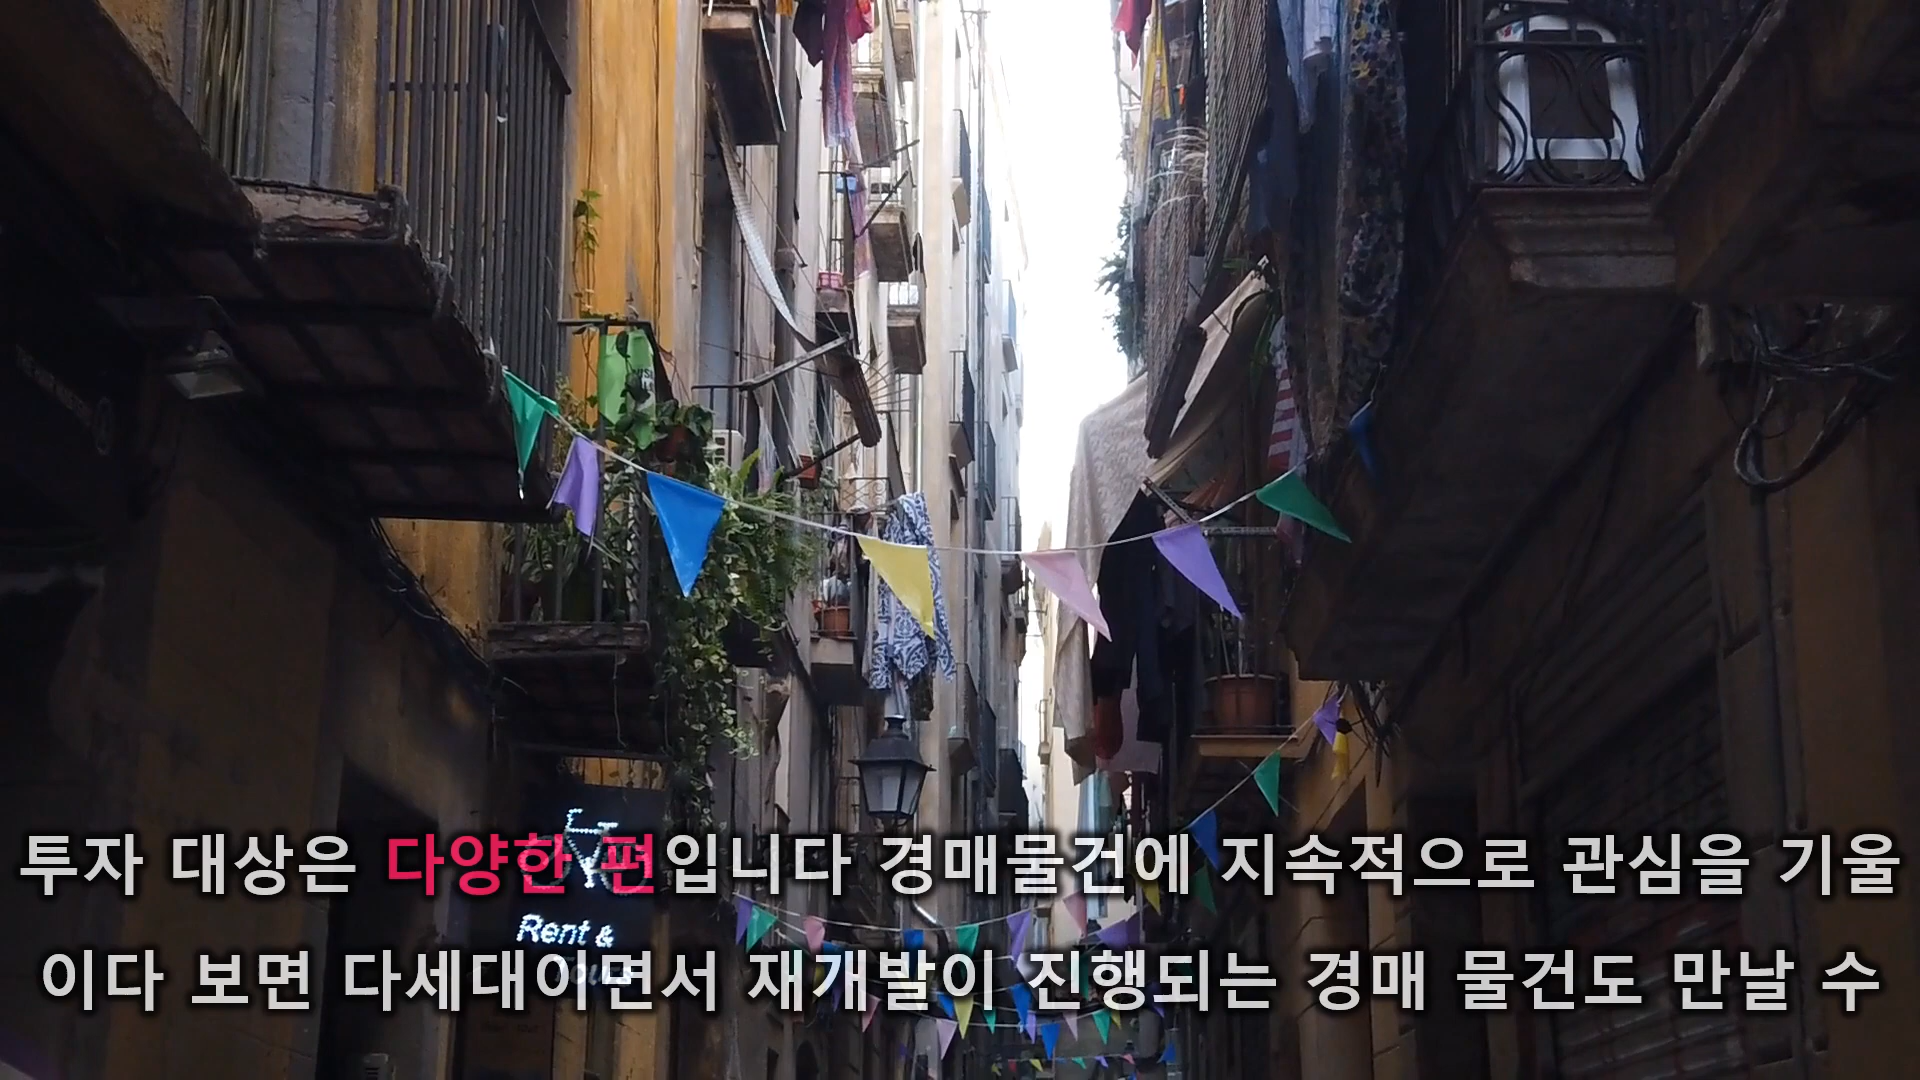 투자 대상은 다양한 편입니다 경매물건에 지속적으로 관심을 기울
이다 보면 다세대이면서 재개발이 진행되는 경매 물건도 만날 수
Rent &